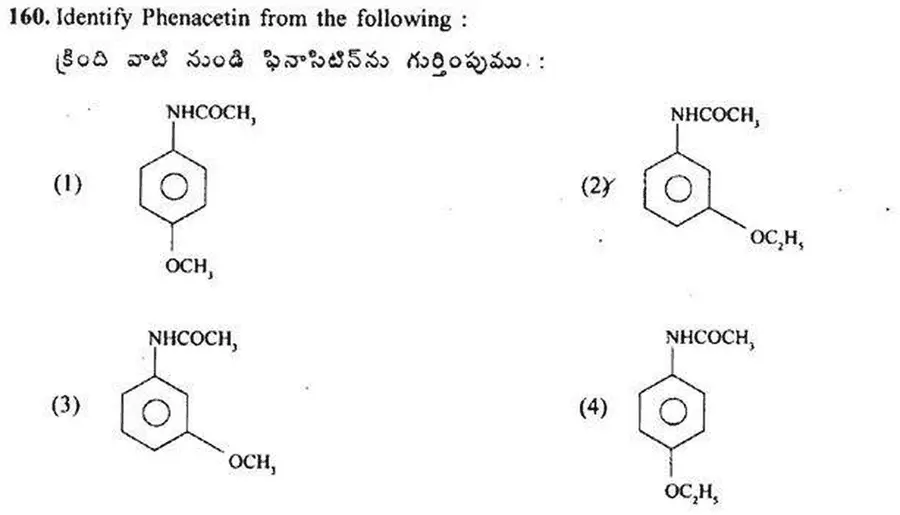 160. Identify Phenacetin from the following :
క్రింది వాటి నుండి ఫినాసిటిన్‌ను గుర్తింపుము. :
NHCOCH₃
NHCOCH₃
(1)
(2)
OCH₃
OC₂H₅
NHCOCH₃
NHCOCH₃
(3)
(4)
OCH₃
OC₂H₅